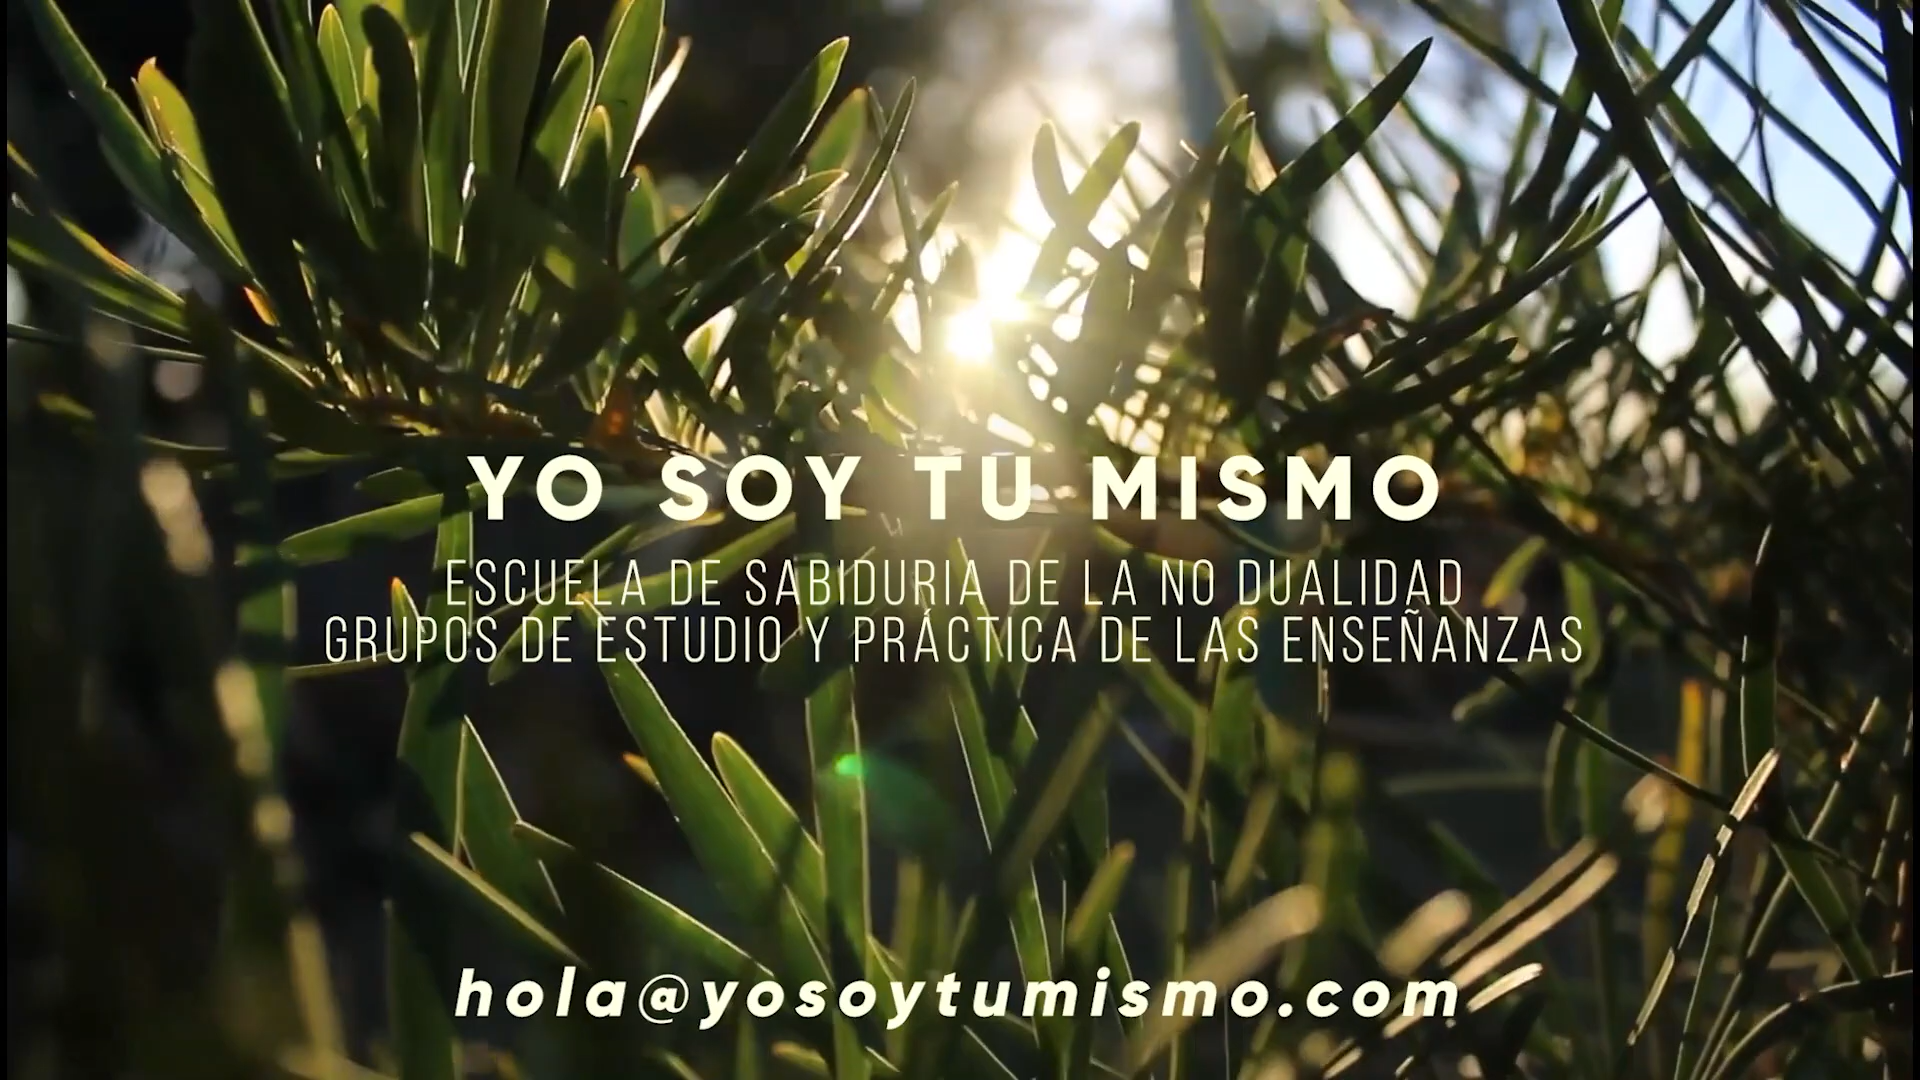 YO SOY TU MISMO
ESCUELA DE SABIDURIA DE LA NO DUALIDAD
GRUPOS DE ESTUDIO Y PRÁCTICA DE LAS ENSEÑANZAS
hola@yosoytumismo.com